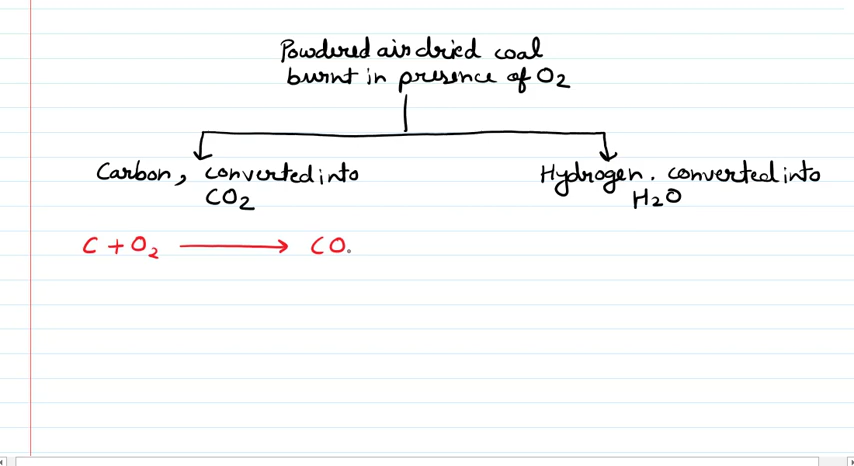 Powdered air dried coal
burnt in presence of O2
Carbon, converted into
CO2
Hydrogen. converted into
H2O
C + O2 ⟶ CO.